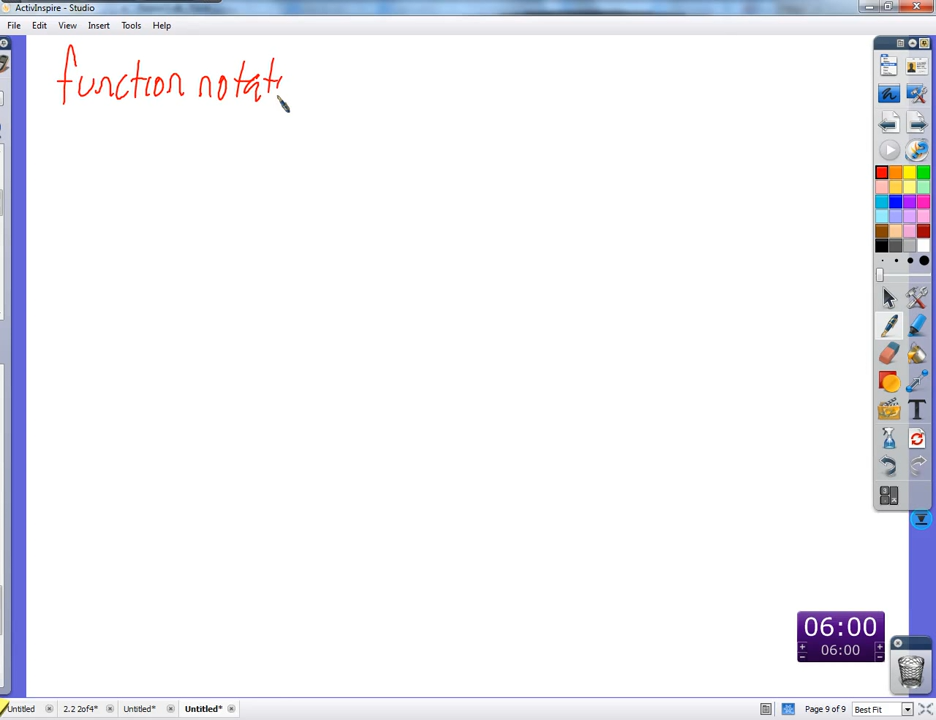 ActivInspire - Studio
File Edit View Insert Tools Help
function notati
06:00
06:00
Untitled 2.2 2of4* Untitled* Untitled* Page 9 of 9 Best Fit